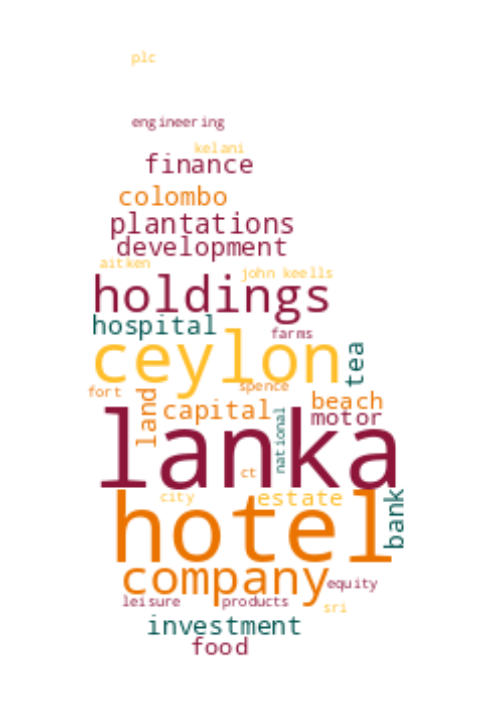 plc
engineering
kelani
finance
colombo
plantations
development
aitken
john keells
holdings
hospital
farms
ceylon
tea
spence
fort
land
beach
capital
motor
lanka
national
ct
city
estate
hotel
bank
company
equity
leisure
products
sri
investment
food